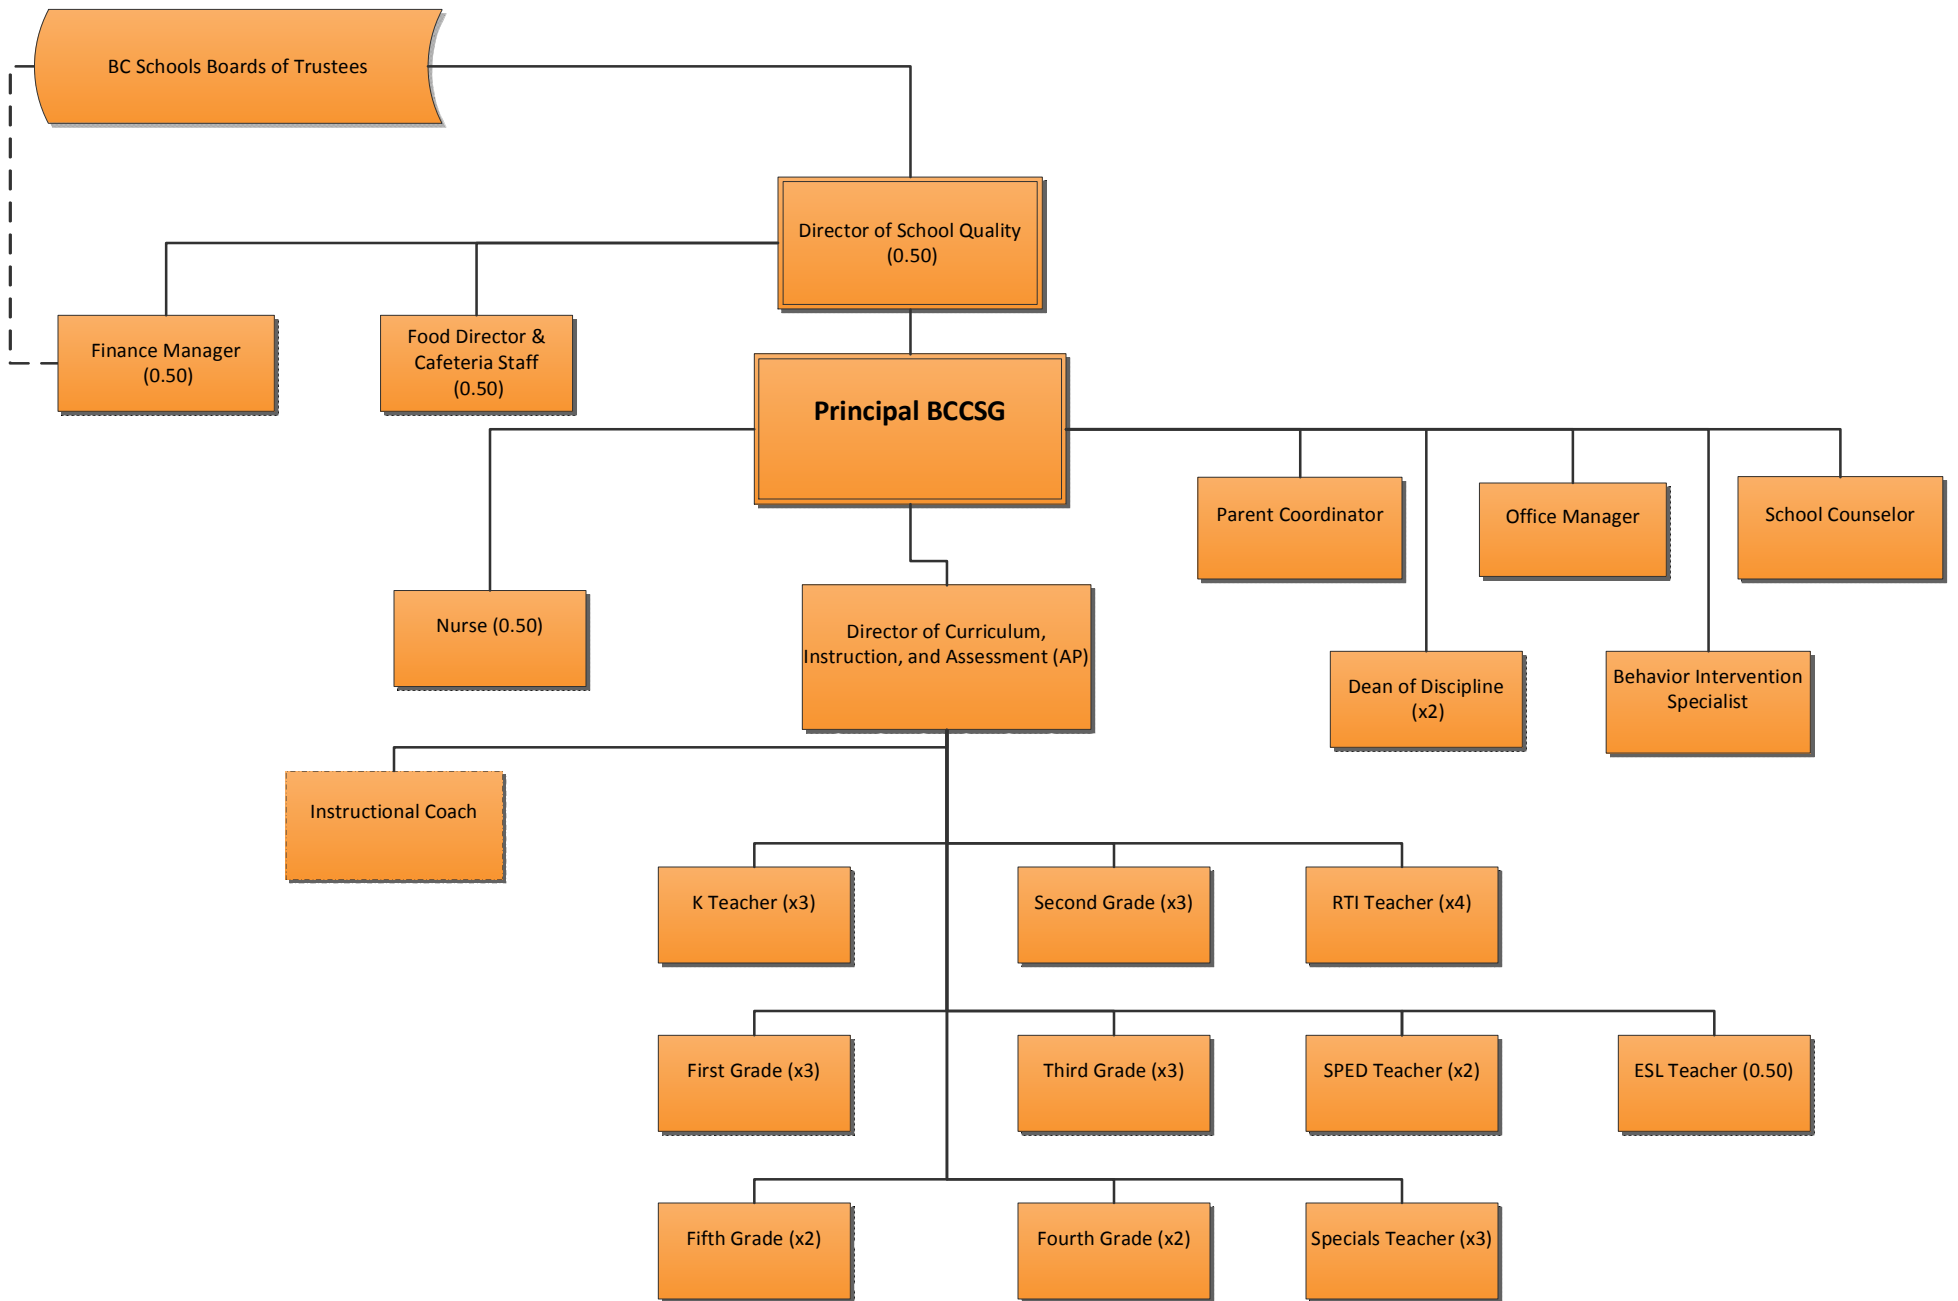 BC Schools Boards of Trustees
Director of School Quality
(0.50)
Finance Manager
(0.50)
Food Director &
Cafeteria Staff
(0.50)
Principal BCCSG
Parent Coordinator
Office Manager
School Counselor
Nurse (0.50)
Director of Curriculum,
Instruction, and Assessment (AP)
Dean of Discipline
(x2)
Behavior Intervention
Specialist
Instructional Coach
K Teacher (x3)
Second Grade (x3)
RTI Teacher (x4)
First Grade (x3)
Third Grade (x3)
SPED Teacher (x2)
ESL Teacher (0.50)
Fifth Grade (x2)
Fourth Grade (x2)
Specials Teacher (x3)